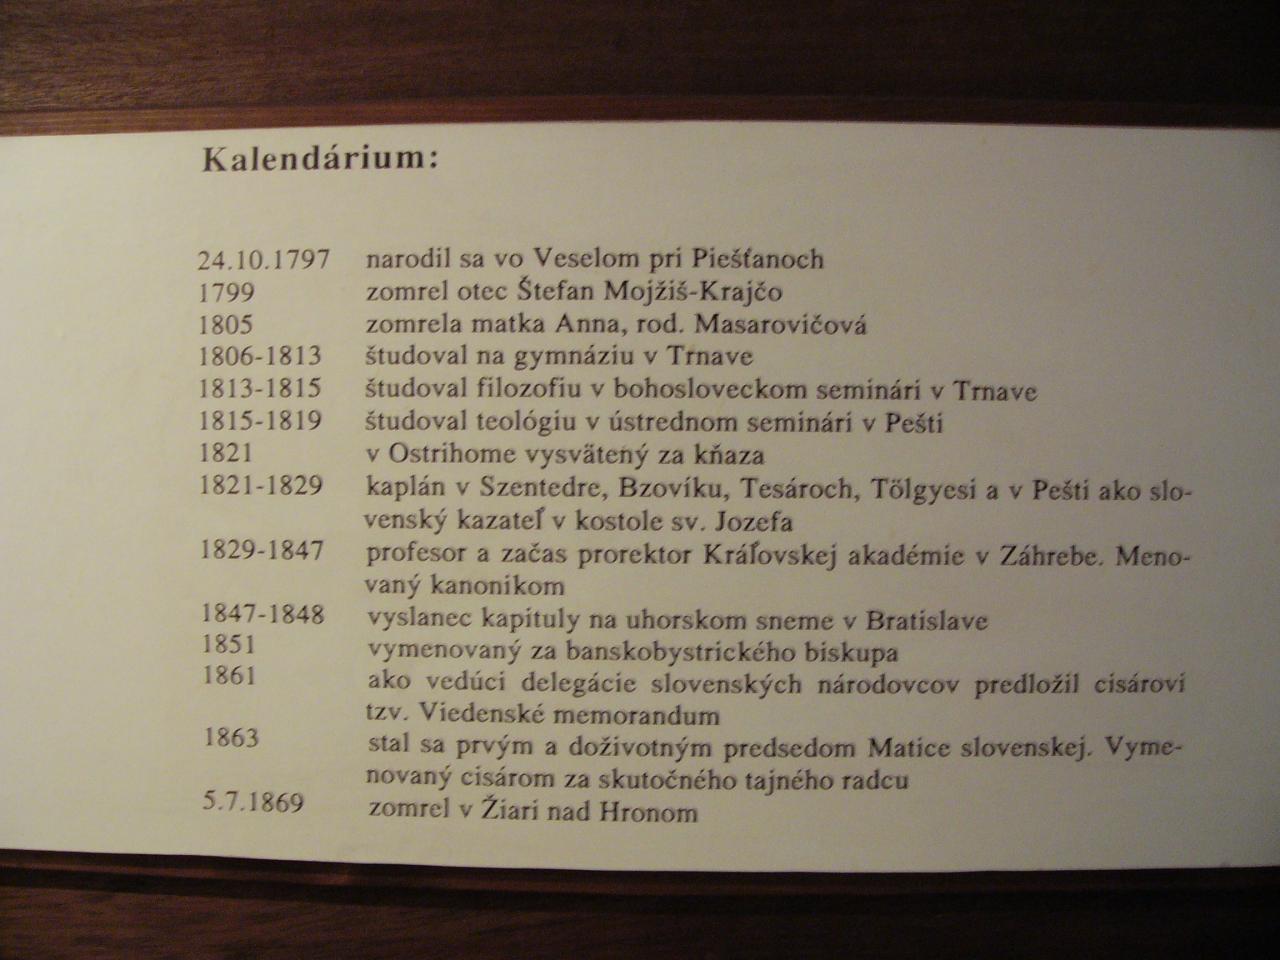 Kalendárium:
24.10.1797 narodil sa vo Veselom pri Piešťanoch
1799 zomrel otec Štefan Mojžiš-Krajčo
1805 zomrela matka Anna, rod. Masarovičová
1806-1813 študoval na gymnáziu v Trnave
1813-1815 študoval filozofiu v bohosloveckom seminári v Trnave
1815-1819 študoval teológiu v ústrednom seminári v Pešti
1821 v Ostrihome vysvätený za kňaza
1821-1829 kaplán v Szentedre, Bzovíku, Tesároch, Tölgyesi a v Pešti ako slo-
venský kazateľ v kostole sv. Jozefa
1829-1847 profesor a začas prorektor Kráľovskej akadémie v Záhrebe. Meno-
vaný kanonikom
1847-1848 vyslanec kapituly na uhorskom sneme v Bratislave
1851 vymenovaný za banskobystrického biskupa
1861 ako vedúci delegácie slovenských národovcov predložil cisárovi
tzv. Viedenské memorandum
1863 stal sa prvým a doživotným predsedom Matice slovenskej. Vyme-
novaný cisárom za skutočného tajného radcu
5.7.1869 zomrel v Žiari nad Hronom